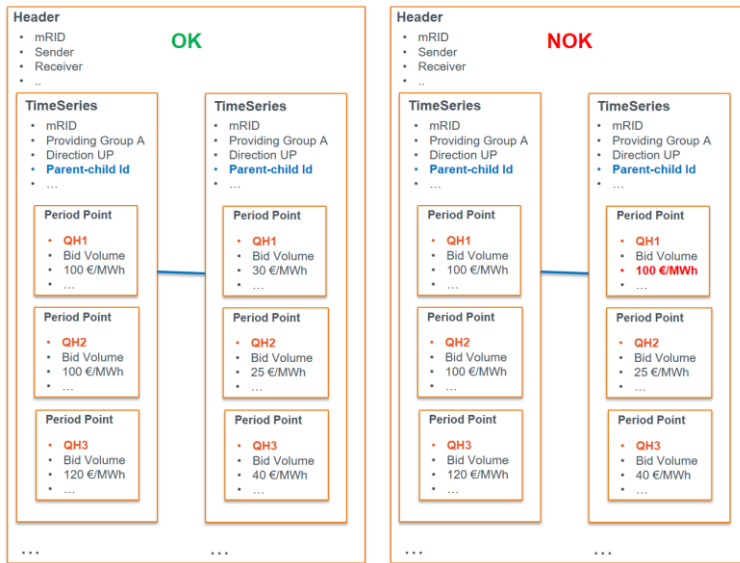 Header
• mRID
• Sender
• Receiver
• ..
OK
TimeSeries
• mRID
• Providing Group A
• Direction UP
• Parent-child Id
• …
Period Point
• QH1
• Bid Volume
• 100 €/MWh
• …
Period Point
• QH2
• Bid Volume
• 100 €/MWh
• …
Period Point
• QH3
• Bid Volume
• 120 €/MWh
• …
…
TimeSeries
• mRID
• Providing Group A
• Direction UP
• Parent-child Id
• …
Period Point
• QH1
• Bid Volume
• 30 €/MWh
• …
Period Point
• QH2
• Bid Volume
• 25 €/MWh
• …
Period Point
• QH3
• Bid Volume
• 40 €/MWh
• …
…
Header
• mRID
• Sender
• Receiver
• ..
NOK
TimeSeries
• mRID
• Providing Group A
• Direction UP
• Parent-child Id
• …
Period Point
• QH1
• Bid Volume
• 100 €/MWh
• …
Period Point
• QH2
• Bid Volume
• 100 €/MWh
• …
Period Point
• QH3
• Bid Volume
• 120 €/MWh
• …
…
TimeSeries
• mRID
• Providing Group A
• Direction UP
• Parent-child Id
• …
Period Point
• QH1
• Bid Volume
• 100 €/MWh
• …
Period Point
• QH2
• Bid Volume
• 25 €/MWh
• …
Period Point
• QH3
• Bid Volume
• 40 €/MWh
• …
…